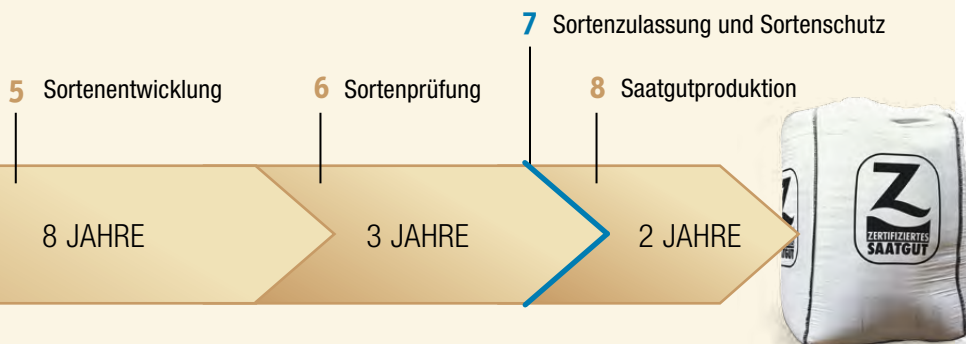 7 Sortenzulassung und Sortenschutz
5 Sortenentwicklung
6 Sortenprüfung
8 Saatgutproduktion
8 JAHRE
3 JAHRE
2 JAHRE
Z
ZERTIFIZIERTES
SAATGUT